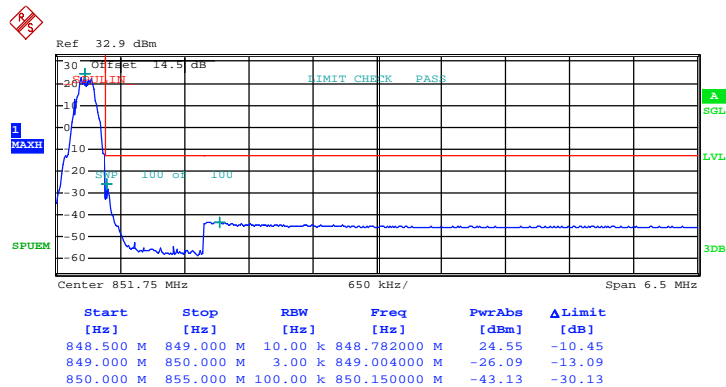 R S
Ref 32.9 dBm
30 Offset 14.5 dB
20
LIMIT CHECK PASS
A
SGL
10
1
MAXH
0
-10
LVL
-20
SWP 100 of 100
-30
-40
-50
SPUEM
3DB
-60
Center 851.75 MHz 650 kHz/ Span 6.5 MHz
Start Stop RBW Freq PwrAbs ΔLimit
[Hz] [Hz] [Hz] [Hz] [dBm] [dB]
848.500 M 849.000 M 10.00 k 848.782000 M 24.55 -10.45
849.000 M 850.000 M 3.00 k 849.004000 M -26.09 -13.09
850.000 M 855.000 M 100.00 k 850.150000 M -43.13 -30.13